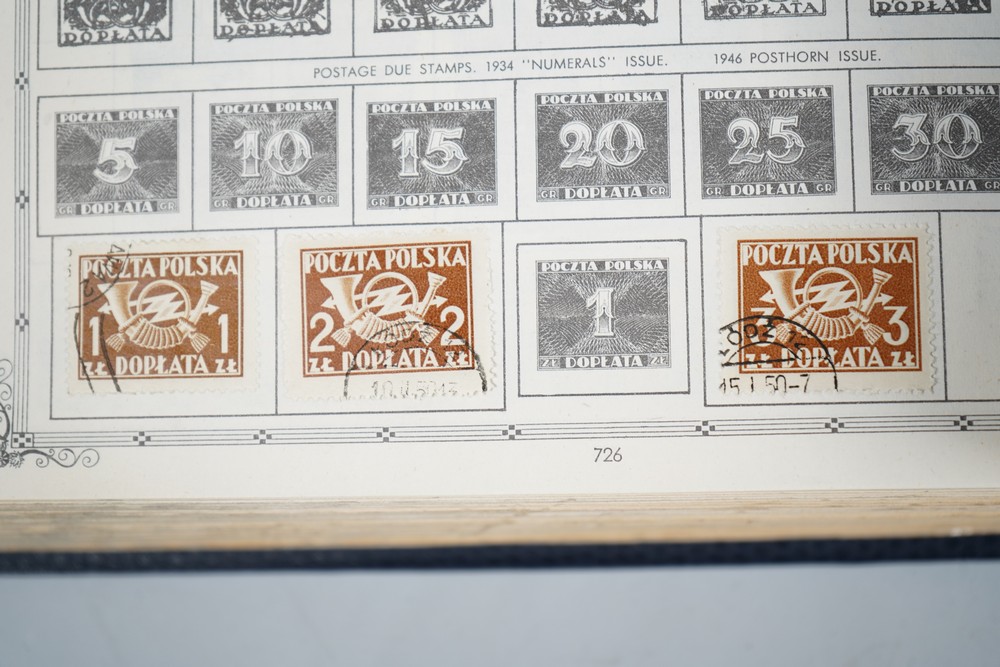 DOPŁATA DOPŁATA DOPŁATA DOPŁATA DOPŁATA DOPŁATA
POSTAGE DUE STAMPS. 1934 "NUMERALS" ISSUE. 1946 POSTHORN ISSUE.
POCZTA POLSKA POCZTA POLSKA POCZTA POLSKA POCZTA POLSKA POCZTA POLSKA POCZTA POLSKA
5 10 15 20 25 30
GR DOPŁATA GR GR DOPŁATA GR GR DOPŁATA GR GR DOPŁATA GR GR DOPŁATA GR GR DOPŁATA
POCZTA POLSKA POCZTA POLSKA POCZTA POLSKA POCZTA POLSKA
1 1 2 2 1 3 3
ZŁ DOPŁATA ZŁ ZŁ DOPŁATA ZŁ ZŁ DOPŁATA ZŁ ZŁ DOPŁATA ZŁ
15.I.50-7
726